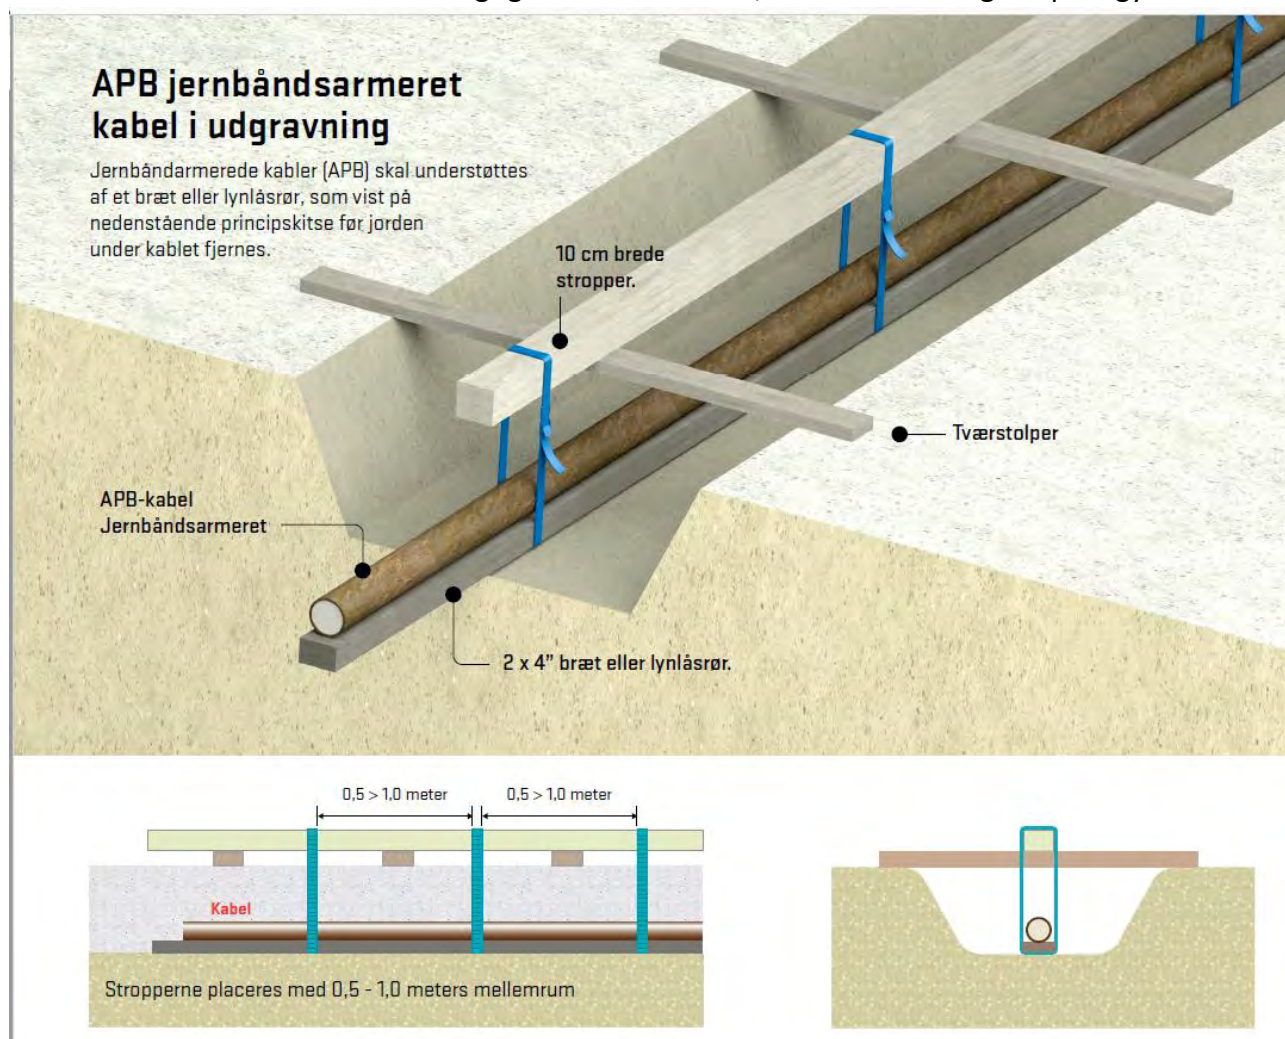 APB jernbåndsarmeret
kabel i udgravning
Jernbåndarmerede kabler (APB) skal understøttes
af et bræt eller lynlåsrør, som vist på
nedenstående principskitse før jorden
under kablet fjernes.
10 cm brede
stropper.
Tværstolper
APB-kabel
Jernbåndsarmeret
2 x 4” bræt eller lynlåsrør.
0,5 > 1,0 meter
0,5 > 1,0 meter
Kabel
Stropperne placeres med 0,5 - 1,0 meters mellemrum